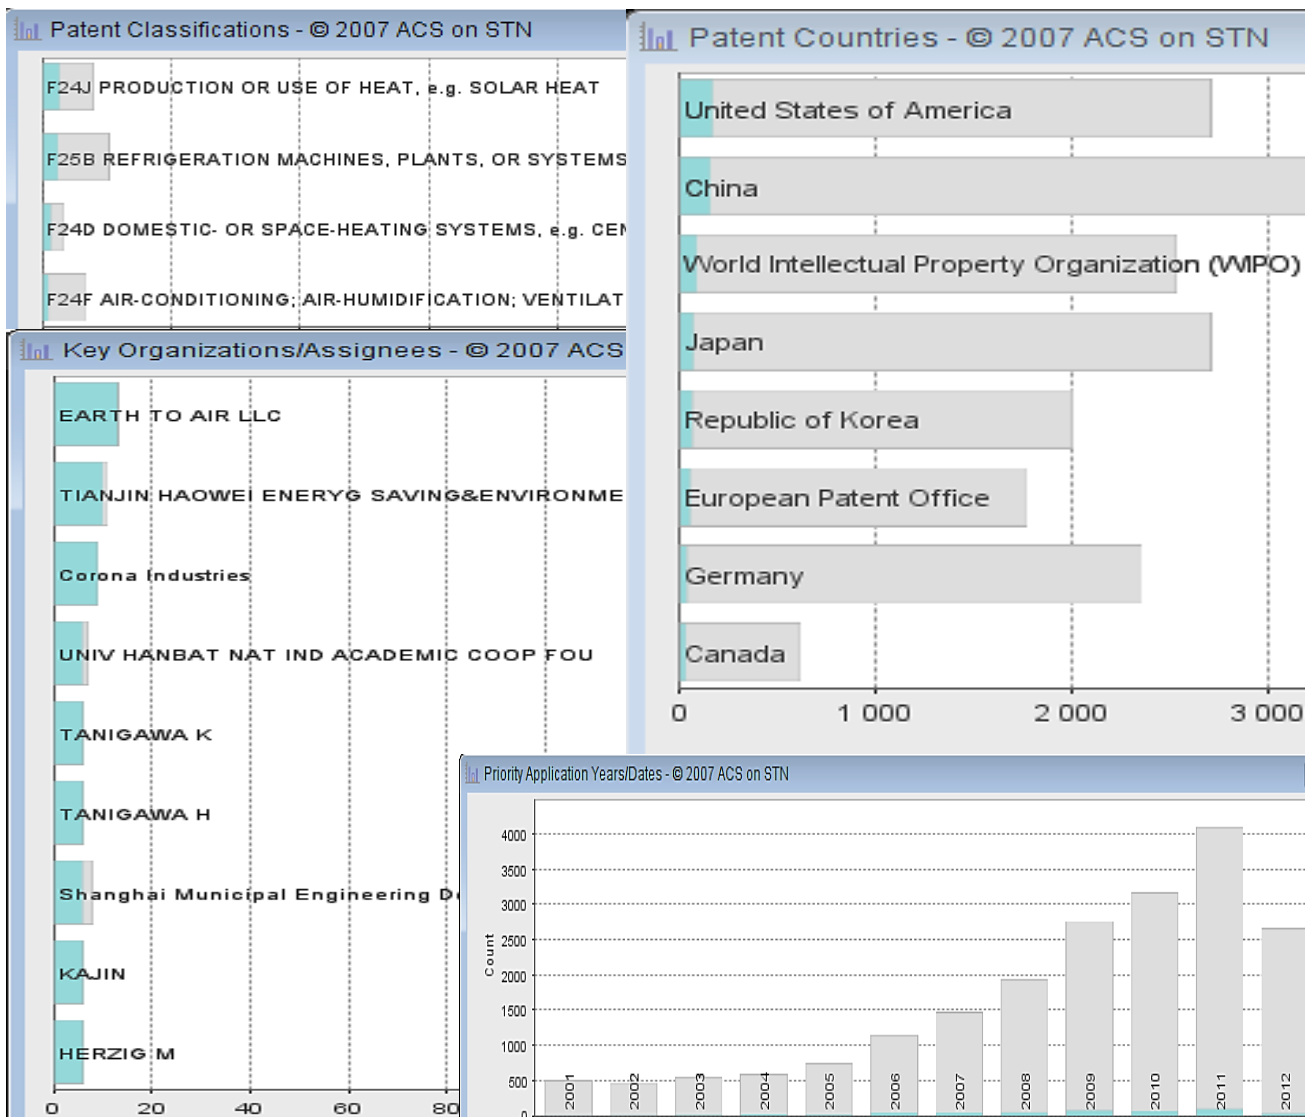 Patent Classifications - © 2007 ACS on STN
F24J PRODUCTION OR USE OF HEAT, e.g. SOLAR HEAT
F25B REFRIGERATION MACHINES, PLANTS, OR SYSTEMS
F24D DOMESTIC- OR SPACE-HEATING SYSTEMS, e.g. CEN
F24F AIR-CONDITIONING; AIR-HUMIDIFICATION; VENTILAT
Patent Countries - © 2007 ACS on STN
United States of America
China
World Intellectual Property Organization (WIPO)
Japan
Republic of Korea
European Patent Office
Germany
Canada
0 1 000 2 000 3 000
Key Organizations/Assignees - © 2007 ACS
EARTH TO AIR LLC
TIANJIN HAOWEI ENERYG SAVING&ENVIRONME
Corona Industries
UNIV HANBAT NAT IND ACADEMIC COOP FOU
TANIGAWA K
TANIGAWA H
Shanghai Municipal Engineering De
KAJIN
HERZIG M
0 20 40 80
Priority Application Years/Dates - © 2007 ACS on STN
Count
4000
3500
3000
2500
2000
1500
1000
500
0
2001 2002 2003 2004 2005 2006 2007 2008 2009 2010 2011 2012